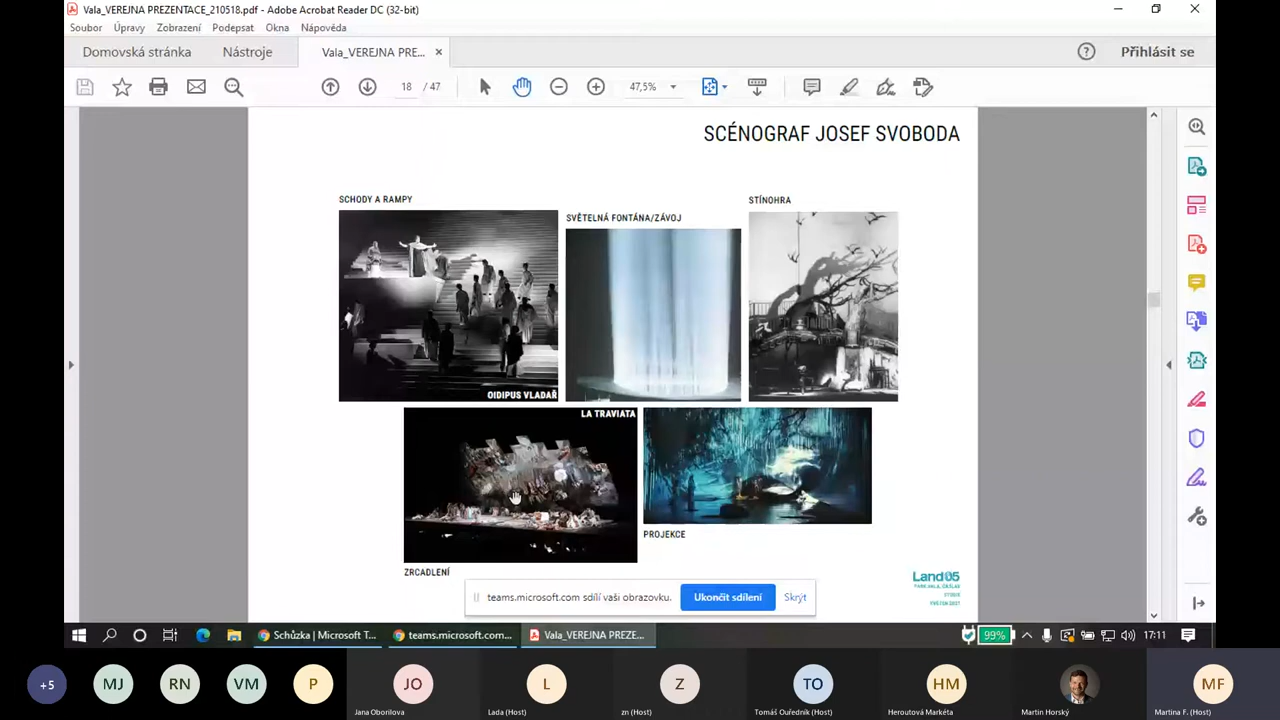 Vala_VEREJNA PREZENTACE_210518.pdf - Adobe Acrobat Reader DC (32-bit)
Soubor Úpravy Zobrazení Podepsat Okna Nápověda
Domovská stránka Nástroje Vala_VEREJNA PRE... Přihlásit se
18 / 47 47,5%
SCÉNOGRAF JOSEF SVOBODA
SCHODY A RAMPY
SVĚTELNÁ FONTÁNA/ZÁVOJ
STÍNOHRA
OIDIPUS VLADAŘ
LA TRAVIATA
PROJEKCE
ZRCADLENÍ
Land05
teams.microsoft.com sdílí vaši obrazovku. Ukončit sdílení Skrýt
Schůzka | Microsoft T... teams.microsoft.com... Vala_VEREJNA PREZE... 99% 17:11
+5 MJ RN VM P JO L Z TO HM MF
Jana Oborilova Lada (Host) zn (Host) Tomáš Ouředník (Host) Heroutová Markéta Martin Horský Martina F. (Host)